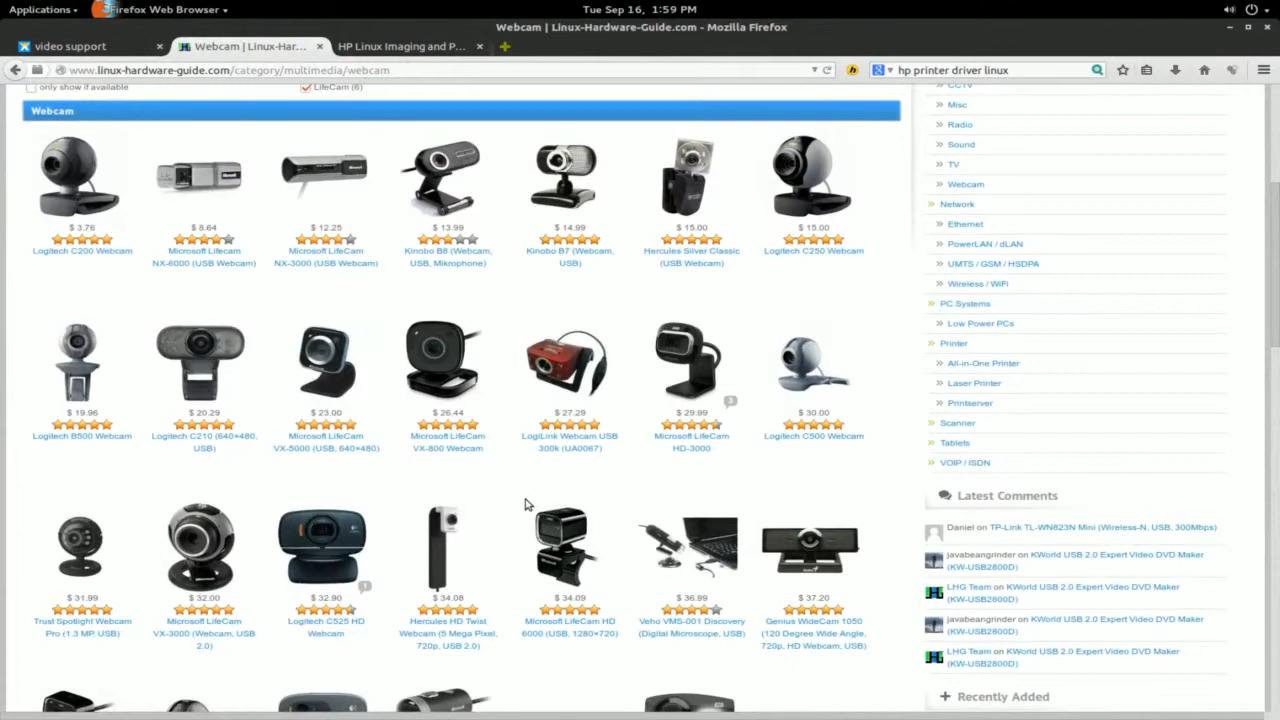 Applications
Firefox Web Browser
Tue Sep 16, 1:59 PM
Webcam | Linux-Hardware-Guide.com - Mozilla Firefox
video support
Webcam | Linux-Har...
HP Linux Imaging and P...
www.linux-hardware-guide.com/category/multimedia/webcam
hp printer driver linux
only show if available
LifeCam (6)
Webcam
$ 3.76
$ 8.64
$ 12.25
$ 13.99
$ 14.99
$ 15.00
$ 15.00
Logitech C200 Webcam
Microsoft Lifecam
NX-6000 (USB Webcam)
Microsoft LifeCam
NX-3000 (USB Webcam)
Kinobo B8 (Webcam,
USB, Mikrophone)
Kinobo B7 (Webcam,
USB)
Hercules Silver Classic
(USB Webcam)
Logitech C250 Webcam
3
$ 19.96
$ 20.29
$ 23.00
$ 26.44
$ 27.29
$ 29.99
$ 30.00
Logitech B500 Webcam
Logitech C210 (640×480,
USB)
Microsoft LifeCam
VX-5000 (USB, 640×480)
Microsoft LifeCam
VX-800 Webcam
LogiLink Webcam USB
300k (UA0067)
Microsoft LifeCam
HD-3000
Logitech C500 Webcam
1
$ 31.99
$ 32.00
$ 32.90
$ 34.08
$ 34.09
$ 36.99
$ 37.20
Trust Spotlight Webcam
Pro (1.3 MP, USB)
Microsoft LifeCam
VX-3000 (Webcam, USB
2.0)
Logitech C525 HD
Webcam
Hercules HD Twist
Webcam (5 Mega Pixel,
720p, USB 2.0)
Microsoft LifeCam HD
6000 (USB, 1280×720)
Veho VMS-001 Discovery
(Digital Microscope, USB)
Genius WideCam 1050
(120 Degree Wide Angle,
720p, HD Webcam, USB)
CCTV
Misc
Radio
Sound
TV
Webcam
Network
Ethernet
PowerLAN / dLAN
UMTS / GSM / HSDPA
Wireless / WiFi
PC Systems
Low Power PCs
Printer
All-in-One Printer
Laser Printer
Printserver
Scanner
Tablets
VOIP / ISDN
Latest Comments
Daniel on TP-Link TL-WN823N Mini (Wireless-N, USB, 300Mbps)
javabeangrinder on KWorld USB 2.0 Expert Video DVD Maker
(KW-USB2800D)
LHG Team on KWorld USB 2.0 Expert Video DVD Maker
(KW-USB2800D)
javabeangrinder on KWorld USB 2.0 Expert Video DVD Maker
(KW-USB2800D)
LHG Team on KWorld USB 2.0 Expert Video DVD Maker
(KW-USB2800D)
Recently Added